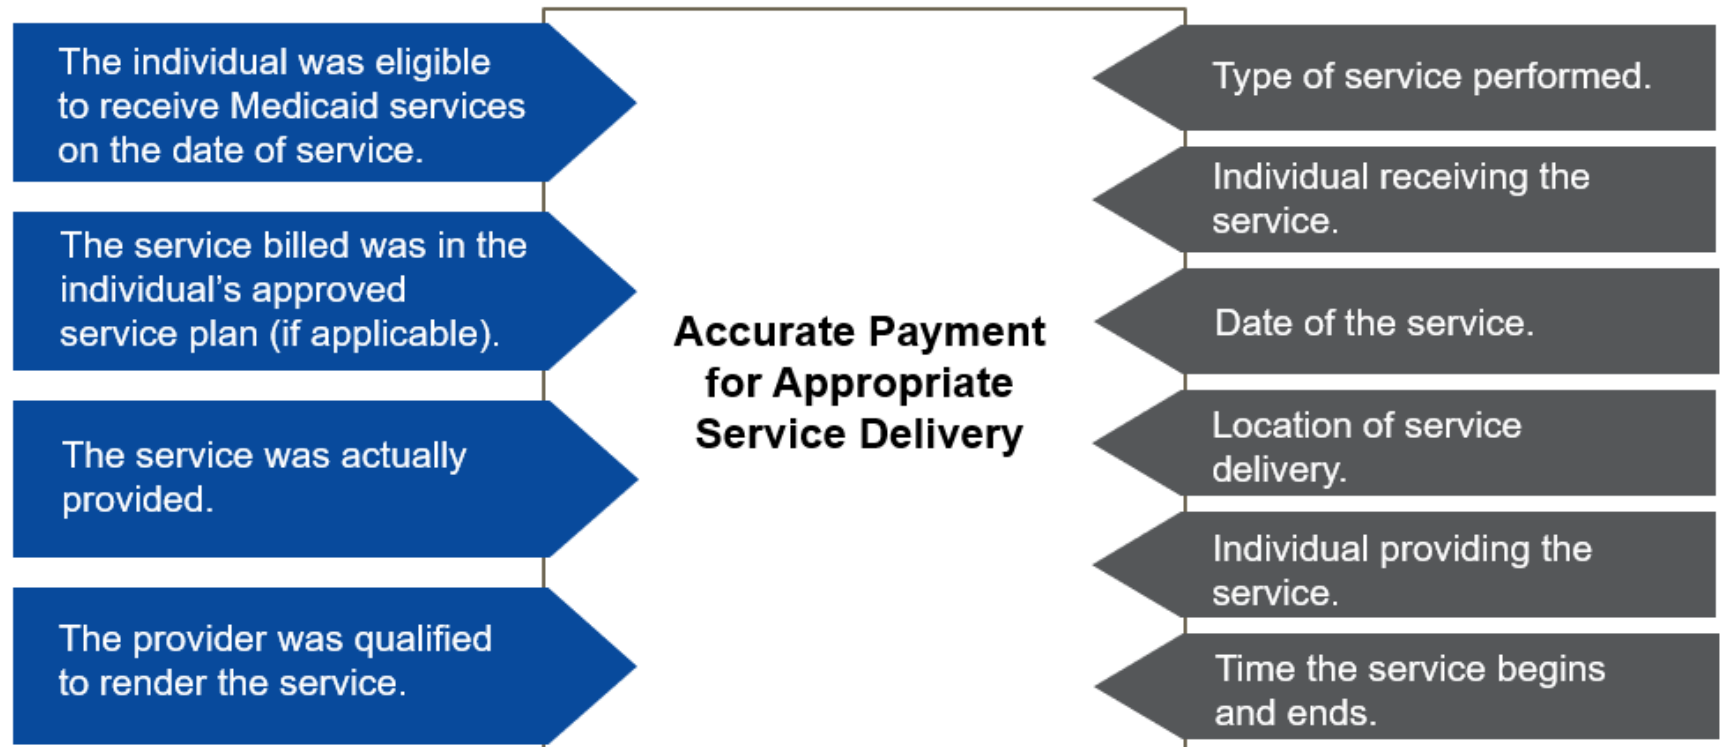 The individual was eligible
to receive Medicaid services
on the date of service.
The service billed was in the
individual’s approved
service plan (if applicable).
The service was actually
provided.
The provider was qualified
to render the service.
Accurate Payment
for Appropriate
Service Delivery
Type of service performed.
Individual receiving the
service.
Date of the service.
Location of service
delivery.
Individual providing the
service.
Time the service begins
and ends.